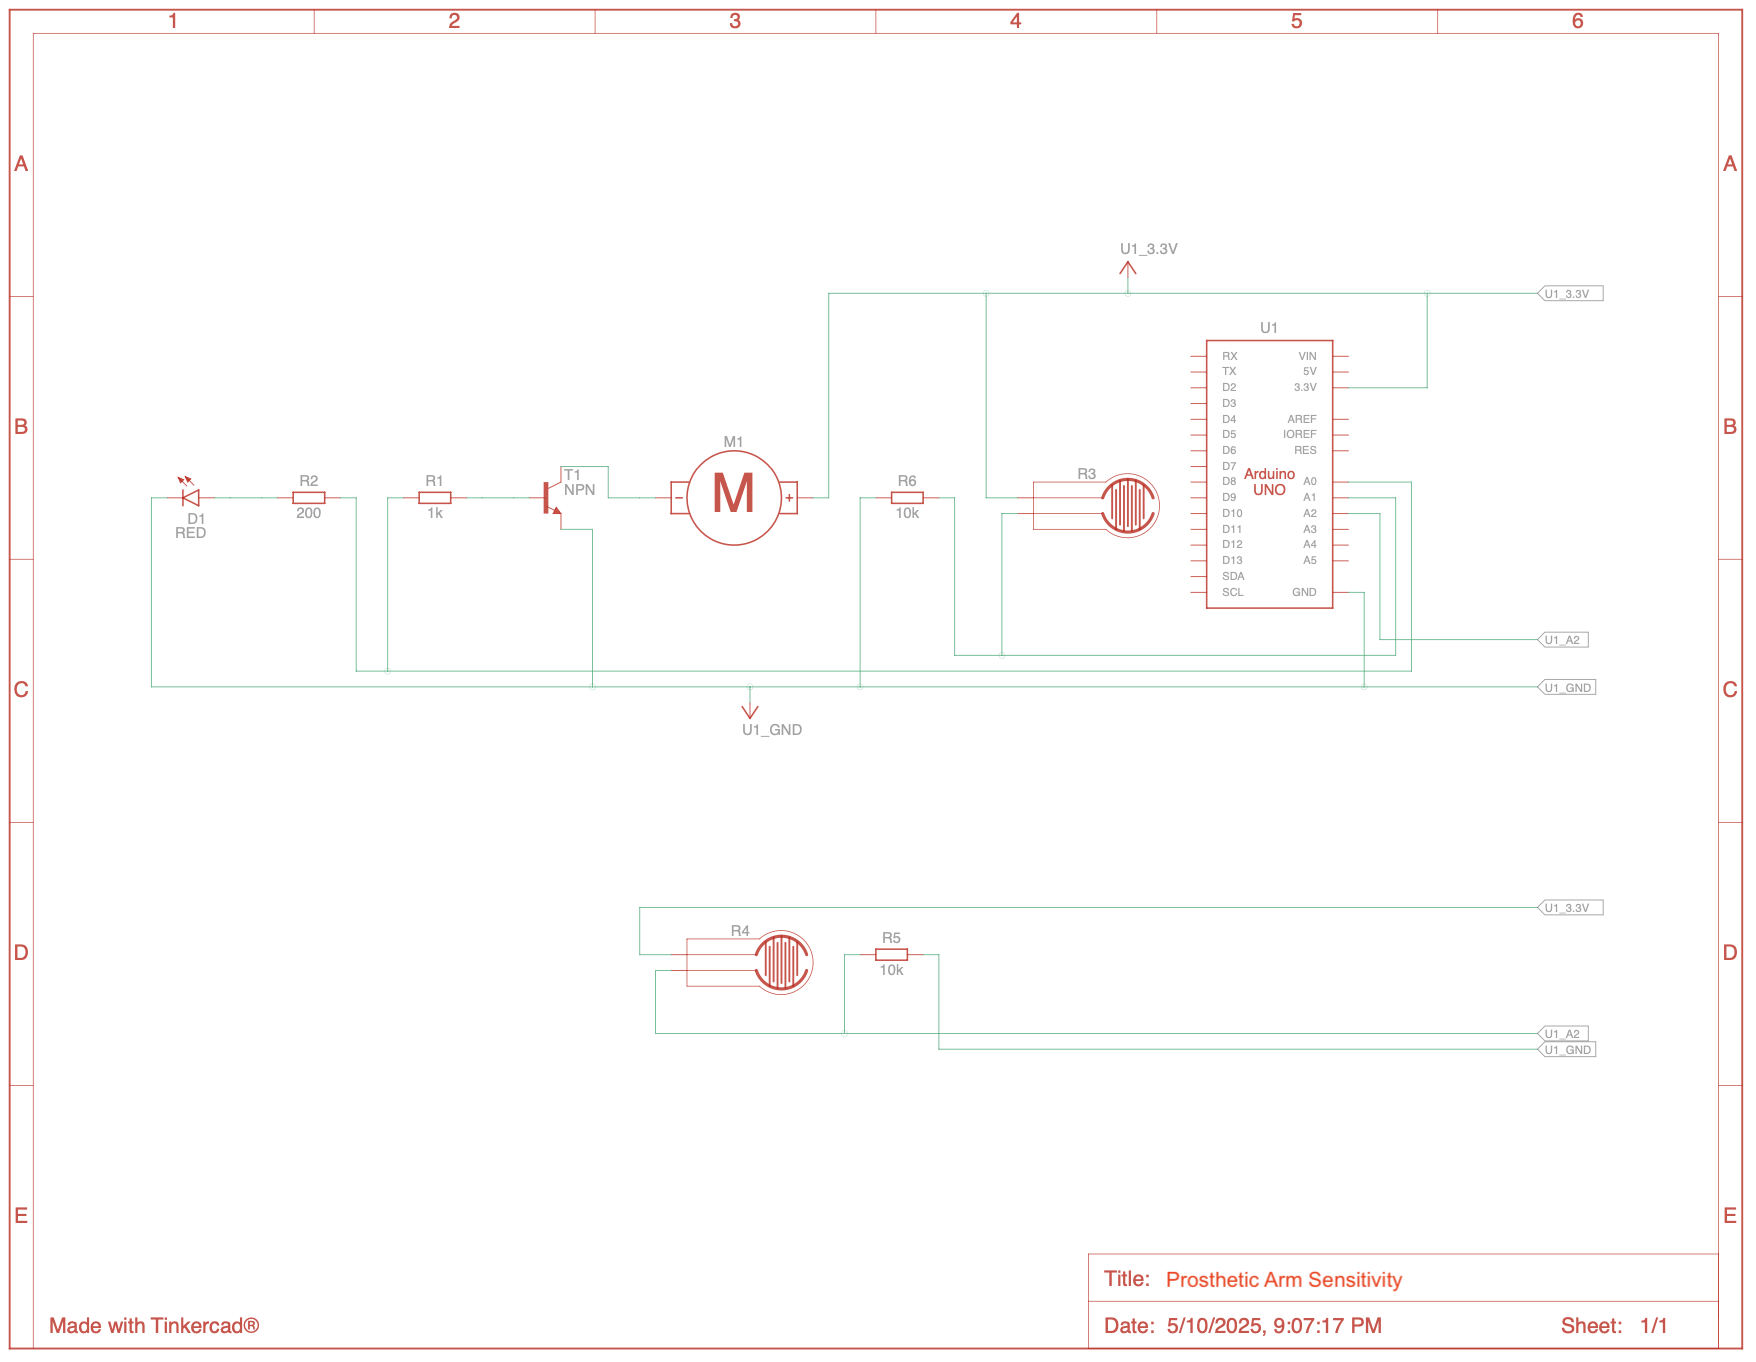 1 2 3 4 5 6
A A
U1_3.3V
U1_3.3V
U1
RX VIN
TX 5V
D2 3.3V
D3
D4 AREF
D5 IOREF
D6 RES
D7
D8 A0
D9 A1
D10 A2
D11 A3
D12 A4
D13 A5
SDA
SCL GND
Arduino
UNO
B B
M1
M
- +
T1
NPN
R2
200
R1
1k
D1
RED
R6
10k
R3
U1_A2
C C
U1_GND
U1_GND
U1_3.3V
R4
R5
10k
D D
U1_A2
U1_GND
E E
Title: Prosthetic Arm Sensitivity
Made with Tinkercad®
Date: 5/10/2025, 9:07:17 PM Sheet: 1/1